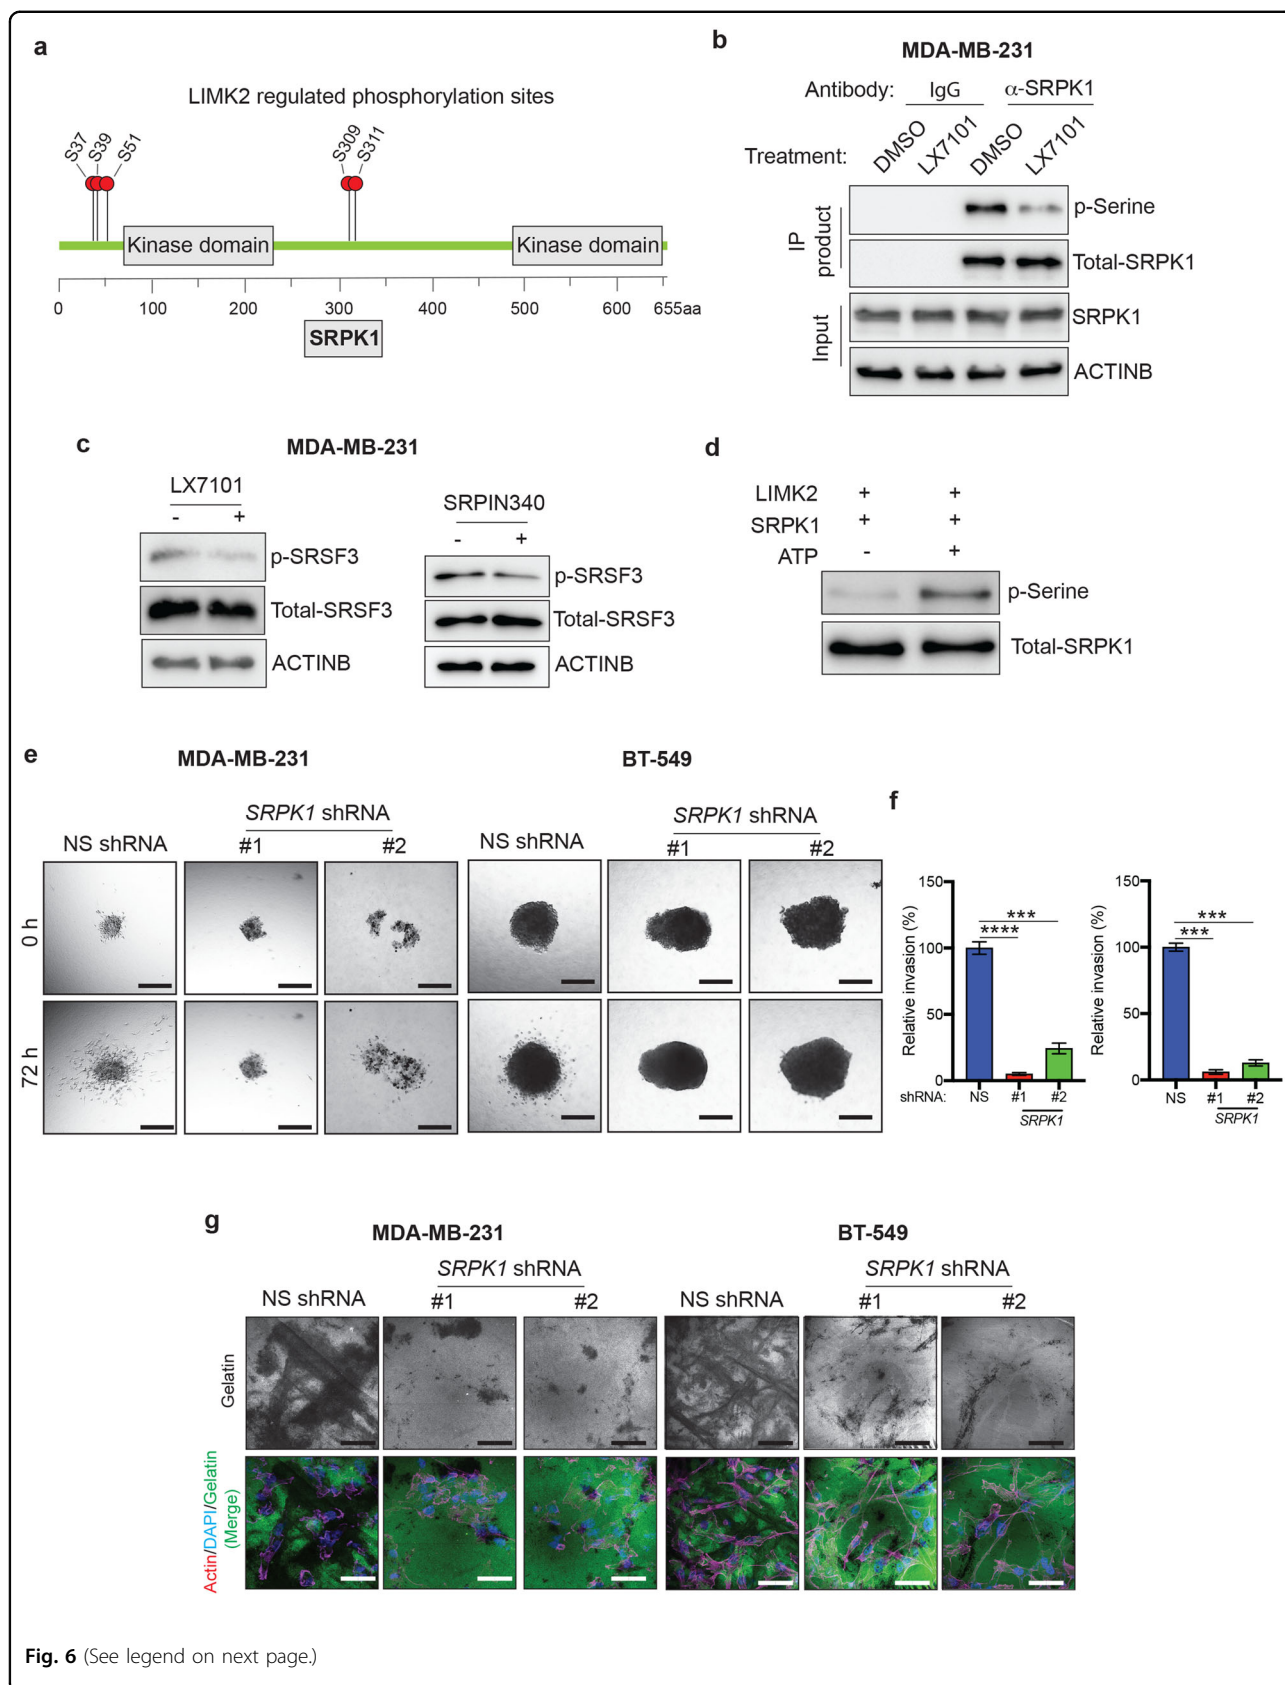 a
LIMK2 regulated phosphorylation sites
S37 S39 S51 S309 S311
Kinase domain Kinase domain
0 100 200 300 400 500 600 655aa
SRPK1
b
MDA-MB-231
Antibody: IgG α-SRPK1
Treatment: DMSO LX7101 DMSO LX7101
IP product
p-Serine
Total-SRPK1
Input
SRPK1
ACTINB
c
MDA-MB-231
LX7101
- +
p-SRSF3
Total-SRSF3
ACTINB
SRPIN340
- +
p-SRSF3
Total-SRSF3
ACTINB
d
LIMK2 + +
SRPK1 + +
ATP - +
p-Serine
Total-SRPK1
e
MDA-MB-231 BT-549
SRPK1 shRNA SRPK1 shRNA
NS shRNA #1 #2 NS shRNA #1 #2
0 h
72 h
f
Relative invasion (%)
150
100
50
0
*** 
****
shRNA: NS #1 #2
SRPK1
Relative invasion (%)
150
100
50
0
***
***
NS #1 #2
SRPK1
g
MDA-MB-231 BT-549
SRPK1 shRNA SRPK1 shRNA
NS shRNA #1 #2 NS shRNA #1 #2
Gelatin
Actin/DAPI/Gelatin
(Merge)
Fig. 6 (See legend on next page.)